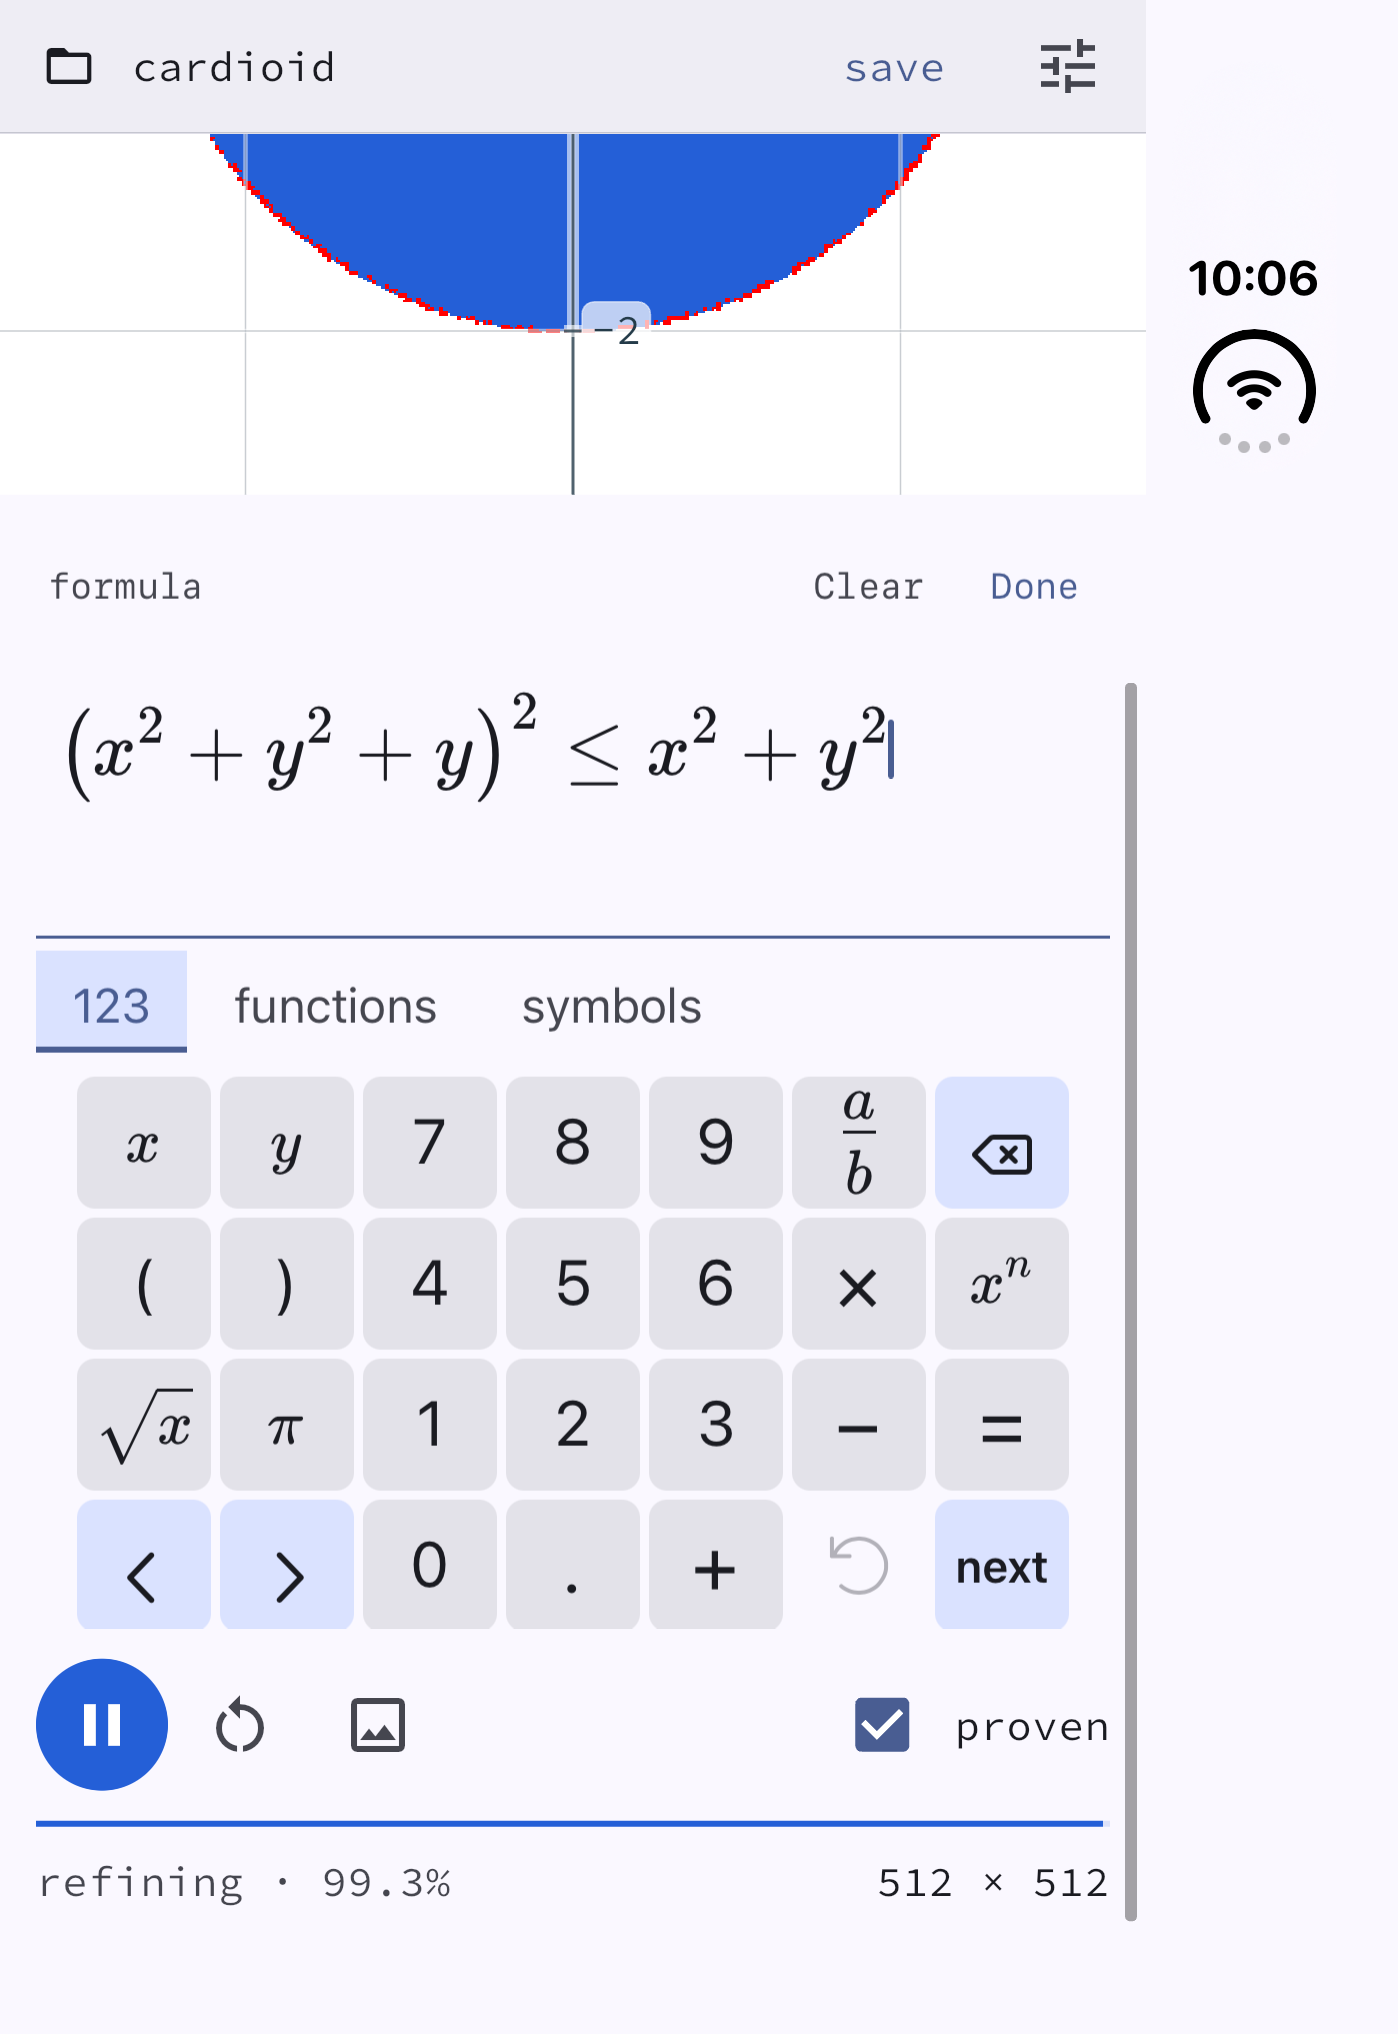 cardioid save
10:06
−2
formula Clear Done
(x² + y² + y)² ≤ x² + y²
123 functions symbols
x y 7 8 9 a/b
( ) 4 5 6 × xⁿ
√x π 1 2 3 − =
< > 0 . + next
proven
refining · 99.3% 512 × 512